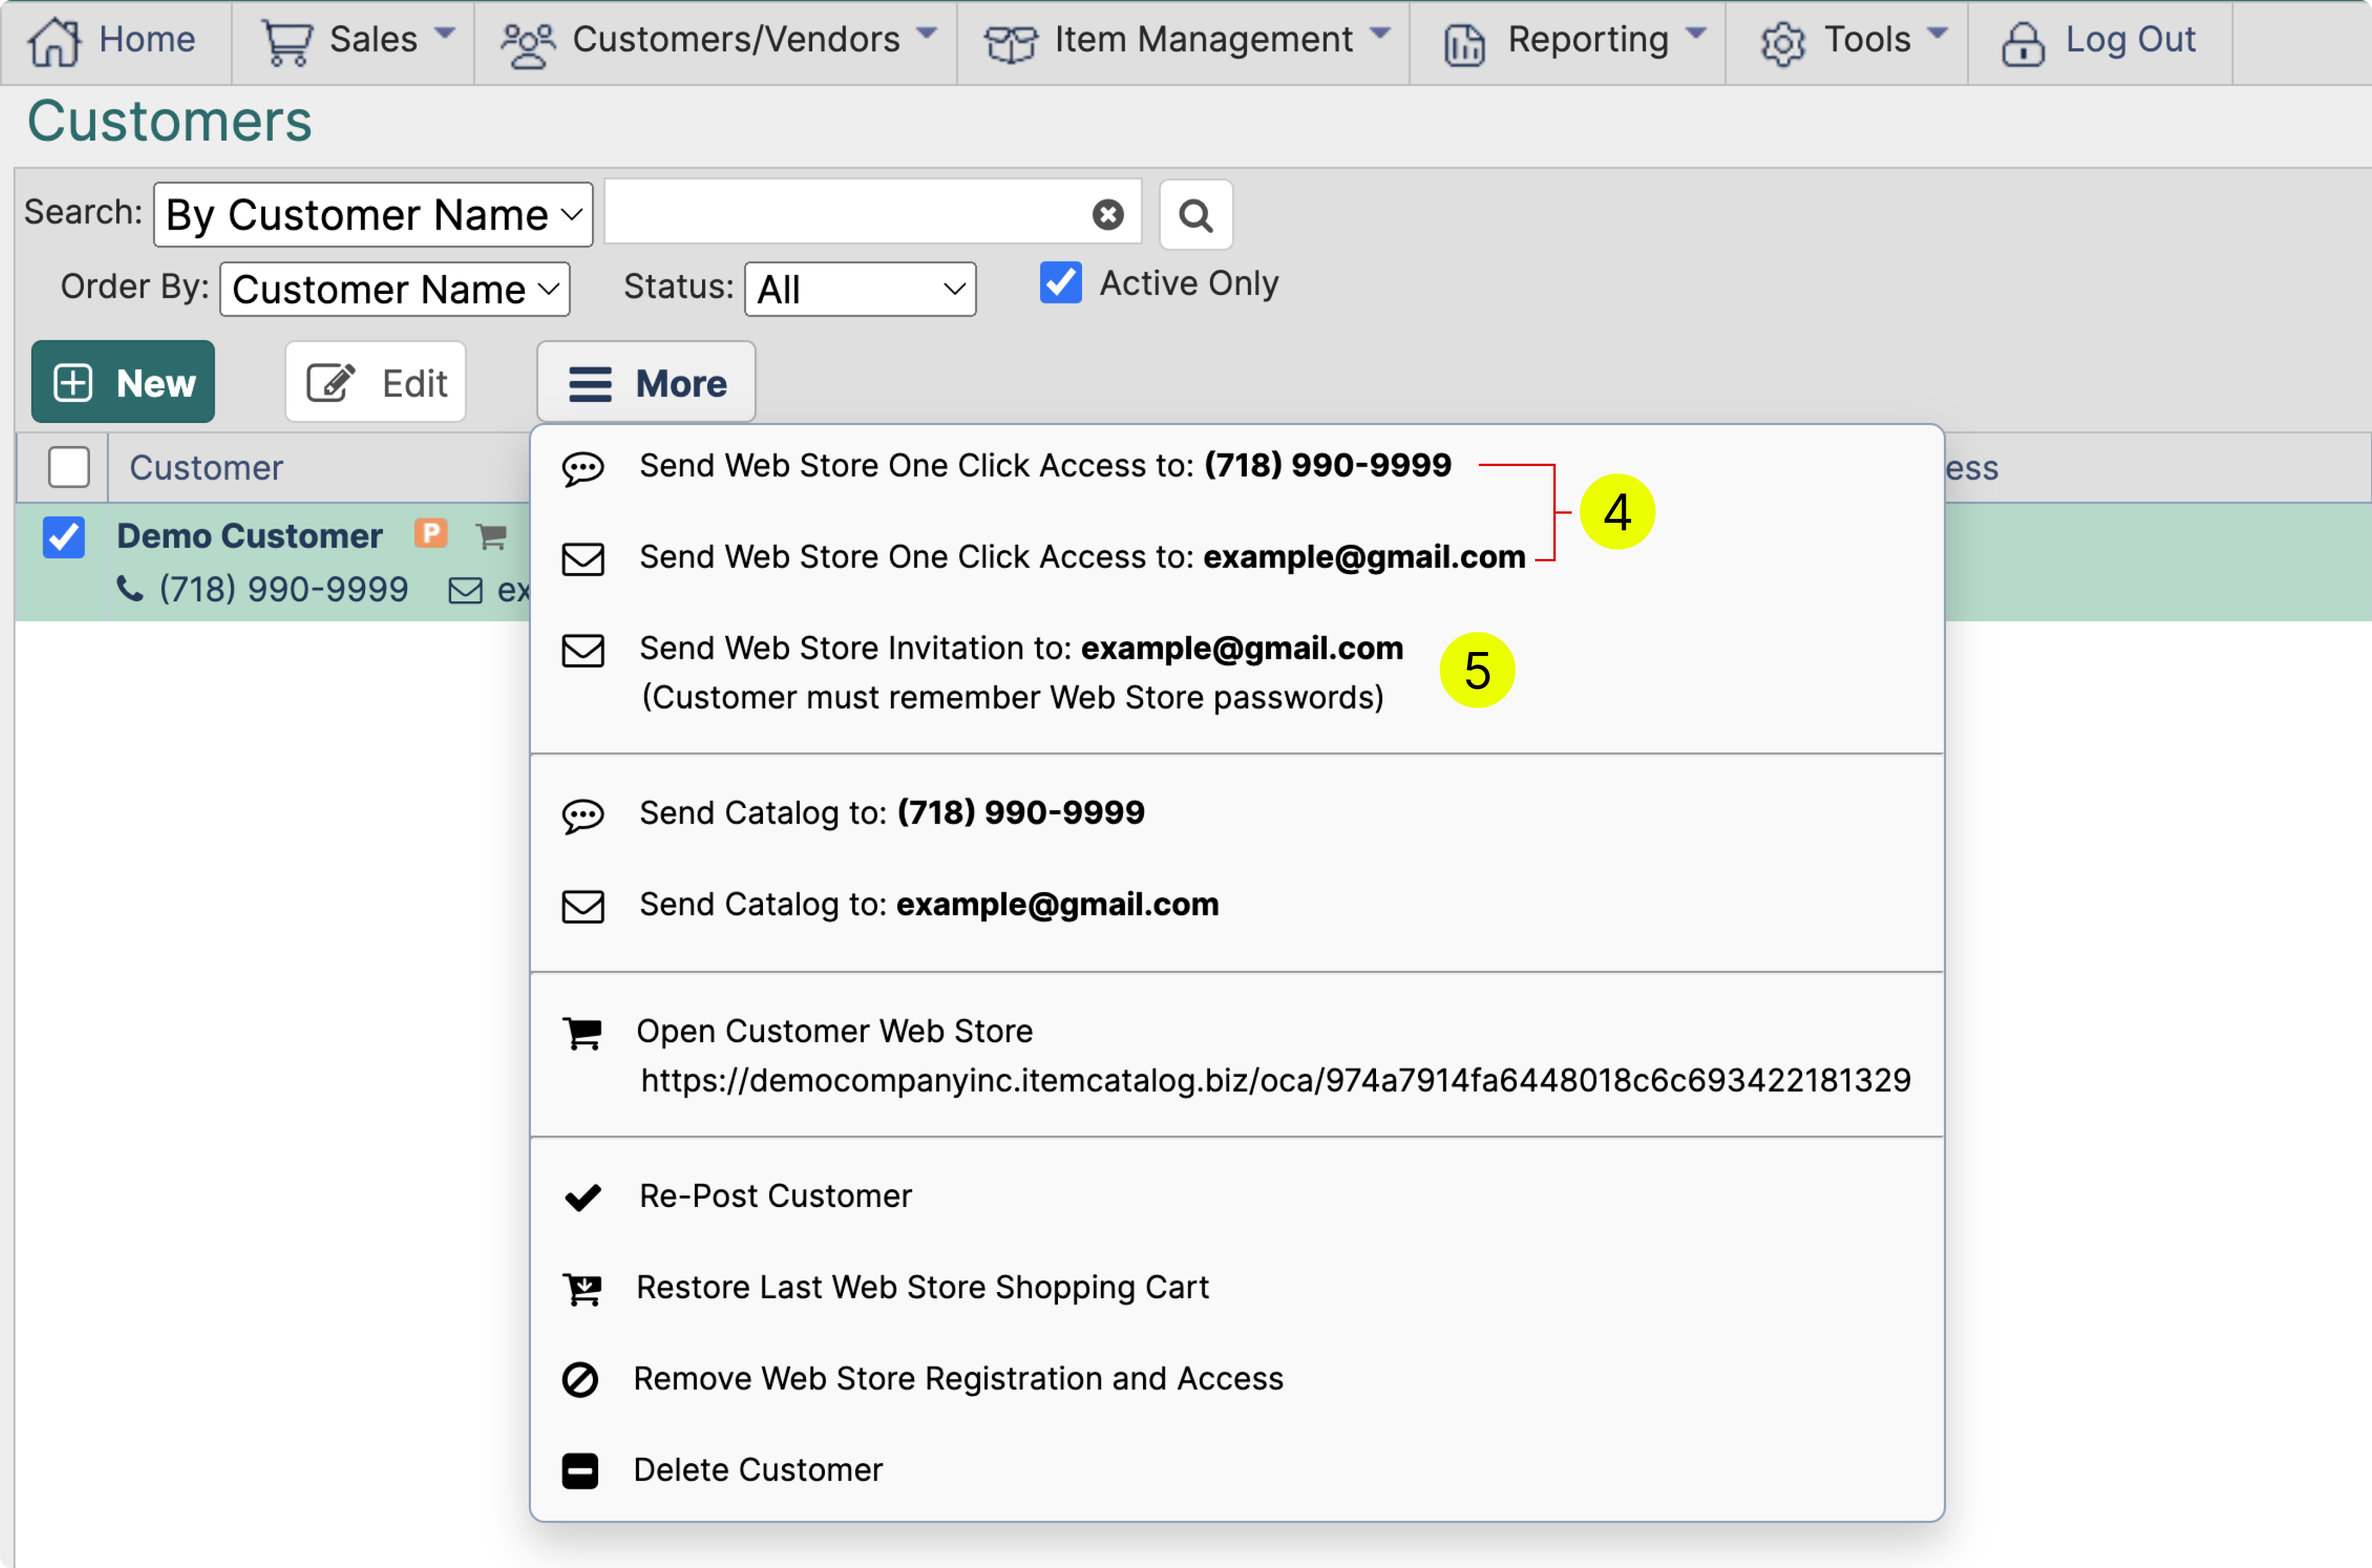 Home Sales Customers/Vendors Item Management Reporting Tools Log Out
Customers
Search: By Customer Name
Order By: Customer Name Status: All Active Only
New Edit More
Customer ess
Demo Customer P
(718) 990-9999 ex
Send Web Store One Click Access to: (718) 990-9999
4
Send Web Store One Click Access to: example@gmail.com
Send Web Store Invitation to: example@gmail.com
5
(Customer must remember Web Store passwords)
Send Catalog to: (718) 990-9999
Send Catalog to: example@gmail.com
Open Customer Web Store
https://democompanyinc.itemcatalog.biz/oca/974a7914fa6448018c6c693422181329
Re-Post Customer
Restore Last Web Store Shopping Cart
Remove Web Store Registration and Access
Delete Customer